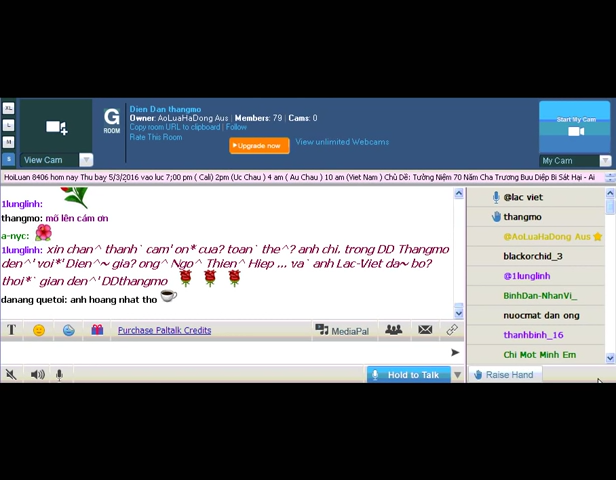 XL
L
M
S
View Cam
G
ROOM
Dien Dan thangmo
Owner: AoLuaHaDong Aus | Members: 79 | Cams: 0
Copy room URL to clipboard | Follow
Rate This Room
Upgrade now
View unlimited Webcams
Start My Cam
My Cam
HoiLuan 8406 hom nay Thu bay 5/3/2016 vao luc 7;00 pm ( Cali) 2pm (Uc Chau ) 4 am ( Au Chau ) 10 am (Viet Nam ) Chủ Đề: Tưởng Niệm 70 Năm Cha Trương Buu Diệp Bi Sát Hại - Ai
1lunglinh:
thangmo: mõ lên cám ơn
a-nyc:
1lunglinh: xin chan^ thanh` cam' on* cua? toan` the^? anh chi. trong DD Thangmo
den^' voi*' Dien^~ gia? ong^ Ngo^ Thien^ Hiep ... va` anh Lac-Viet da~ bo?
thoi*` gian den^' DDthangmo
danang quetoi: anh hoang nhat tho
@lac viet
thangmo
@AoLuaHaDong Aus
blackorchid_3
@1lunglinh
BinhDan-NhanVi_
nuocmat dan ong
thanhbinh_16
Chi Mot Minh Em
T
Purchase Paltalk Credits
MediaPal
Hold to Talk
Raise Hand